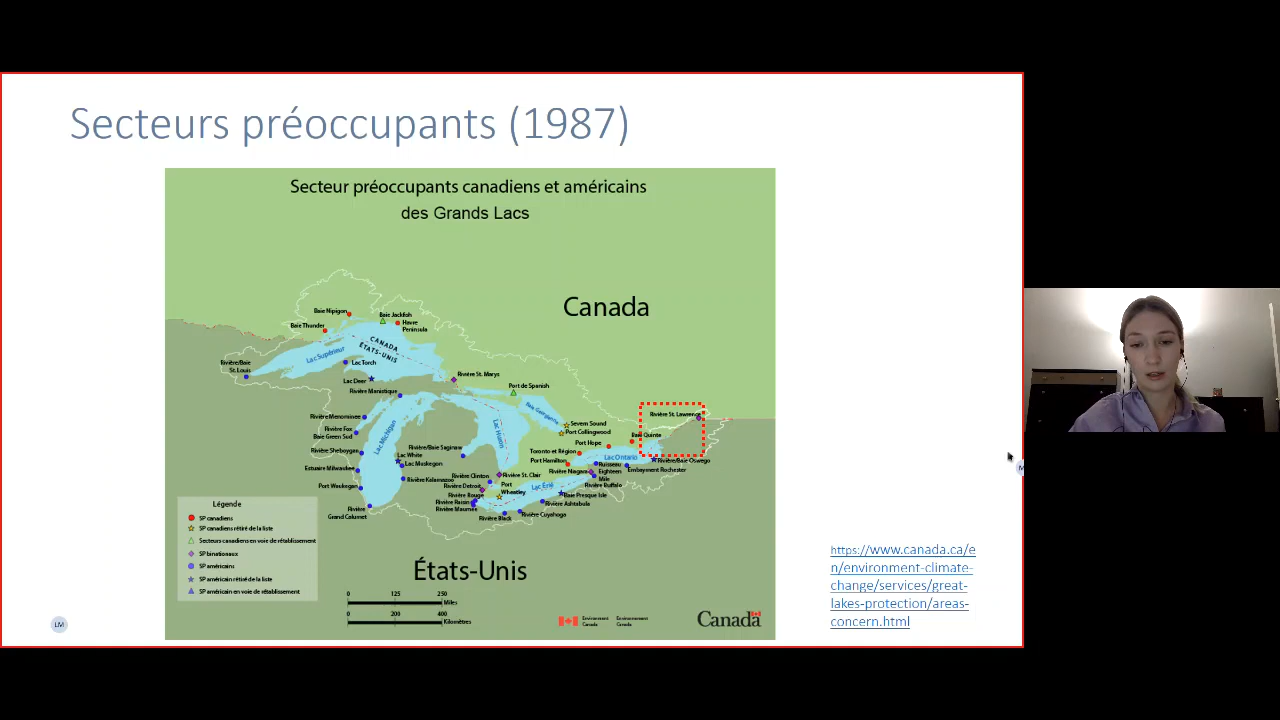 Secteurs préoccupants (1987)
Secteur préoccupants canadiens et américains
des Grands Lacs
Canada
Baie Nipigon
Baie Jackfish
Baie Thunder
Havre
Peninsula
CANADA
ÉTATS-UNIS
Lac Supérieur
Rivière/Baie
St. Louis
Lac Torch
Lac Deer
Rivière St. Marys
Rivière Manistique
Port de Spanish
Baie Georgienne
Rivière Menominee
Rivière Fox
Baie Green Sud
Lac Michigan
Lac Huron
Severn Sound
Port Collingwood
Rivière St. Lawrence
Baie Quinte
Port Hope
Rivière/Baie Saginaw
Rivière Sheboygan
Lac White
Lac Muskegon
Toronto et Région
Lac Ontario
Port Hamilton
Rivière/Baie Oswego
Estuaire Milwaukee
Rivière Niagara
Ruisseau
Eighteen
Mile
Embayment Rochester
Rivière Kalamazoo
Rivière Clinton
Rivière St. Clair
Port Waukegan
Rivière Detroit
Port
Wheatley
Lac Érié
Rivière Buffalo
Rivière Rouge
Baie Presque Isle
Rivière Raisin
Rivière Maumee
Rivière Ashtabula
Rivière
Grand Calumet
Rivière Black
Rivière Cuyahoga
Légende
SP canadiens
SP canadiens rétiré de la liste
Secteurs canadiens en voie de rétablissement
SP binationaux
SP américains
SP américain rétiré de la liste
SP américain en voie de rétablissement
États-Unis
0 125 250
Miles
0 200 400
Kilomètres
Environment
Canada
Environnement
Canada
Canada
https://www.canada.ca/e
n/environment-climate-
change/services/great-
lakes-protection/areas-
concern.html
LM